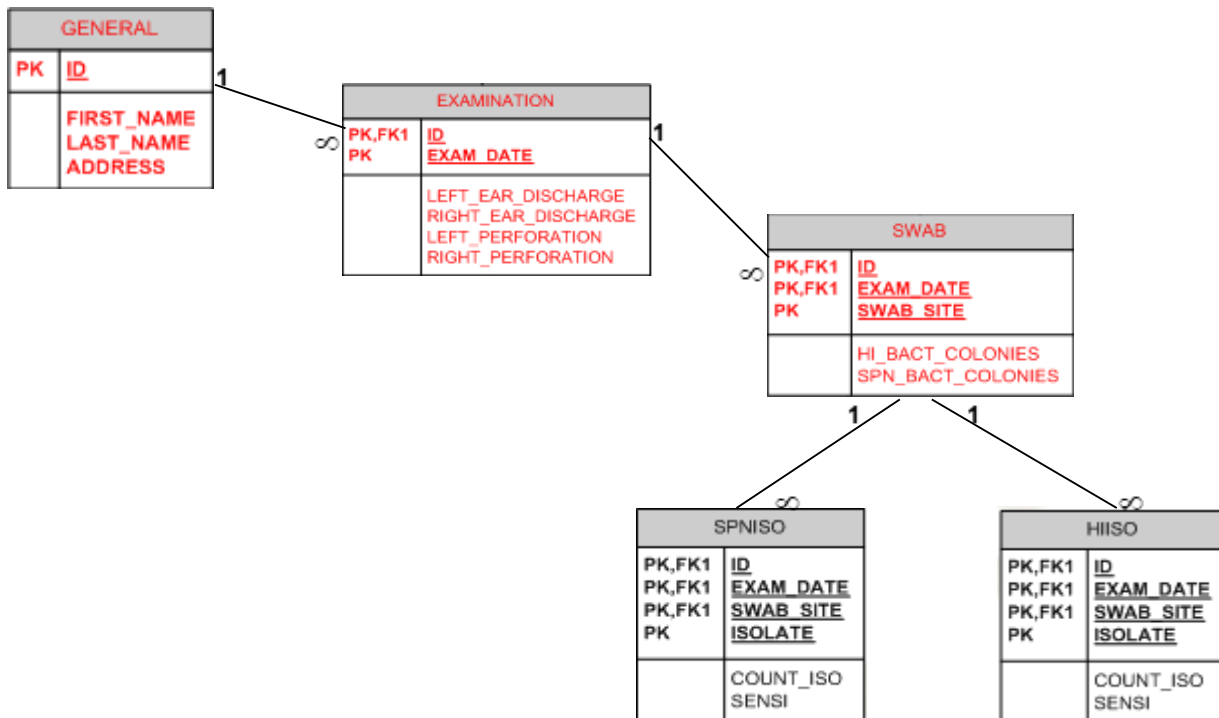 GENERAL
PK ID
FIRST_NAME
LAST_NAME
ADDRESS
1
∞
EXAMINATION
PK,FK1 ID
PK EXAM_DATE
LEFT_EAR_DISCHARGE
RIGHT_EAR_DISCHARGE
LEFT_PERFORATION
RIGHT_PERFORATION
1
∞
SWAB
PK,FK1 ID
PK,FK1 EXAM_DATE
PK SWAB_SITE
HI_BACT_COLONIES
SPN_BACT_COLONIES
1 1
∞ ∞
SPNISO
PK,FK1 ID
PK,FK1 EXAM_DATE
PK,FK1 SWAB_SITE
PK ISOLATE
COUNT_ISO
SENSI
HIISO
PK,FK1 ID
PK,FK1 EXAM_DATE
PK,FK1 SWAB_SITE
PK ISOLATE
COUNT_ISO
SENSI